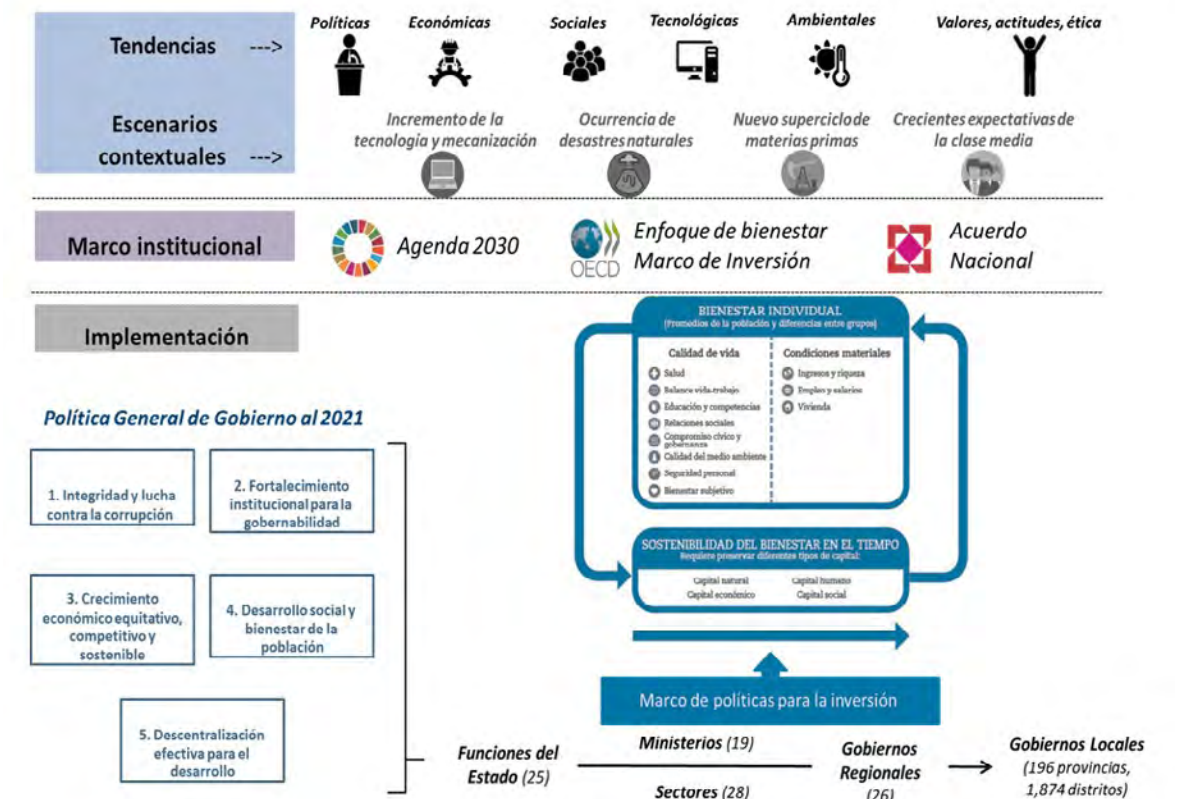 Tendencias --->
Políticas
Económicas
Sociales
Tecnológicas
Ambientales
Valores, actitudes, ética
Escenarios
contextuales --->
Incremento de la
tecnología y mecanización
Ocurrencia de
desastres naturales
Nuevo superciclo de
materias primas
Crecientes expectativas de
la clase media
Marco institucional
Agenda 2030
OECD
Enfoque de bienestar
Marco de Inversión
Acuerdo
Nacional
Implementación
Política General de Gobierno al 2021
1. Integridad y lucha
contra la corrupción
2. Fortalecimiento
institucional para la
gobernabilidad
3. Crecimiento
económico equitativo,
competitivo y
sostenible
4. Desarrollo social y
bienestar de la
población
5. Descentralización
efectiva para el
desarrollo
BIENESTAR INDIVIDUAL
(Promedios de la población y diferencias entre grupos)
Calidad de vida
Salud
Balance vida-trabajo
Educación y competencias
Relaciones sociales
Compromiso cívico y
gobernanza
Calidad del medio ambiente
Seguridad personal
Bienestar subjetivo
Condiciones materiales
Ingresos y riqueza
Empleo y salarios
Vivienda
SOSTENIBILIDAD DEL BIENESTAR EN EL TIEMPO
Requiere preservar diferentes tipos de capital:
Capital natural
Capital humano
Capital económico
Capital social
Marco de políticas para la inversión
Funciones del
Estado (25)
Ministerios (19)
Sectores (28)
Gobiernos
Regionales
(26)
Gobiernos Locales
(196 provincias,
1,874 distritos)